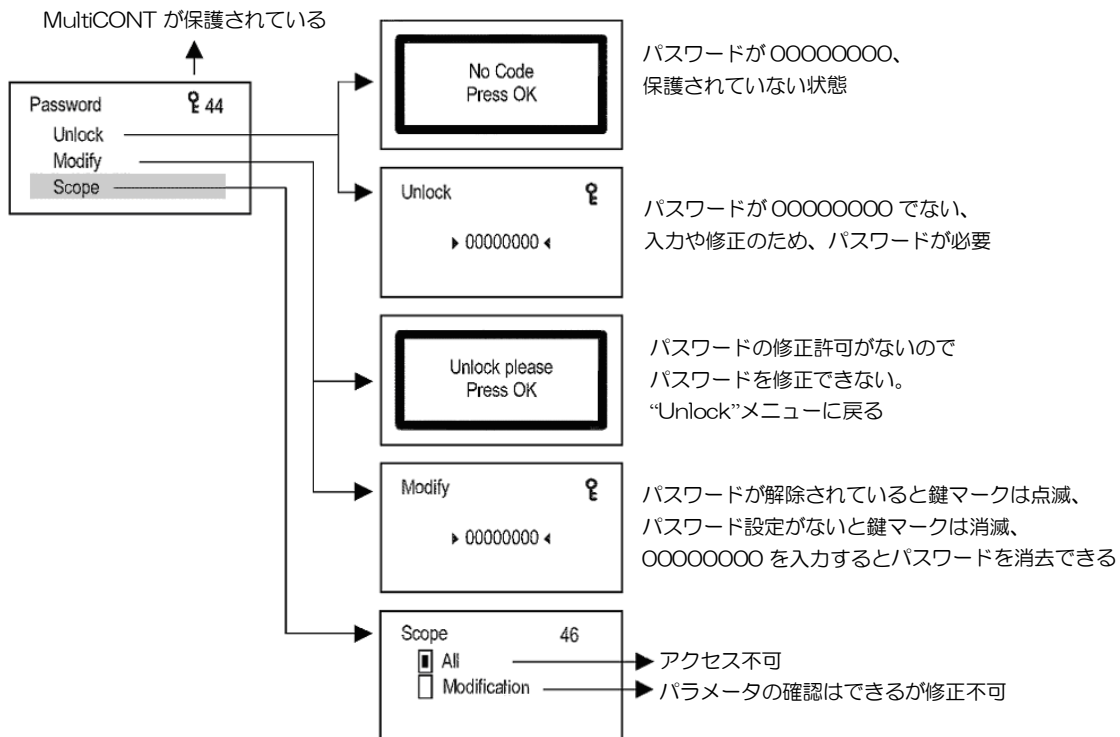 MultiCONT が保護されている
Password 44
Unlock
Modify
Scope
No Code
Press OK
パスワードが 00000000、
保護されていない状態
Unlock
00000000
パスワードが 00000000 でない、
入力や修正のため、パスワードが必要
Unlock please
Press OK
パスワードの修正許可がないので
パスワードを修正できない。
“Unlock”メニューに戻る
Modify
00000000
パスワードが解除されていると鍵マークは点滅、
パスワード設定がないと鍵マークは消滅、
00000000 を入力するとパスワードを消去できる
Scope 46
All
アクセス不可
Modification
パラメータの確認はできるが修正不可